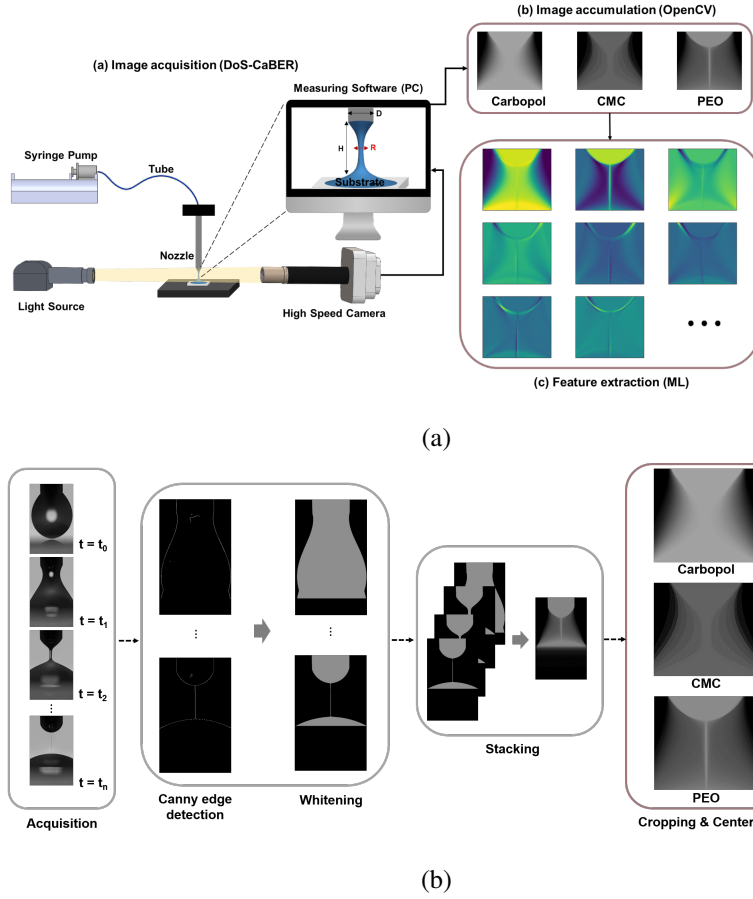 (b) Image accumulation (OpenCV)
(a) Image acquisition (DoS-CaBER)
Measuring Software (PC)
D
H
R
Substrate
Carbopol
CMC
PEO
Syringe Pump
Tube
Nozzle
Light Source
High Speed Camera
(c) Feature extraction (ML)
(a)
t = t0
t = t1
t = t2
t = tn
Acquisition
Canny edge
detection
Whitening
Stacking
Carbopol
CMC
PEO
Cropping & Center
(b)